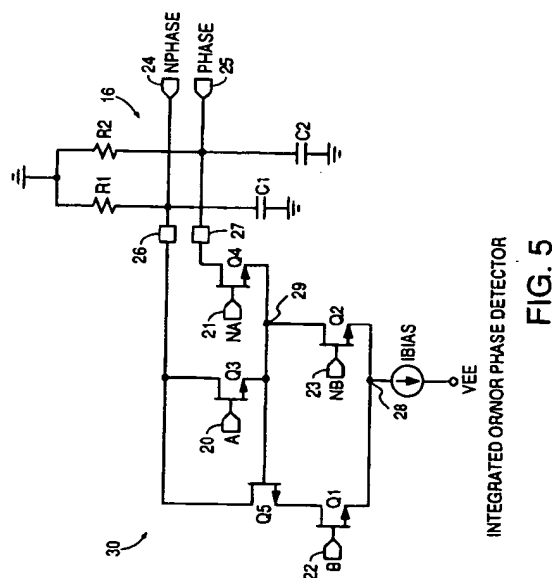 16
24
NPHASE
PHASE
25
R1
R2
26
27
C1
C2
30
20
A
Q3
21
NA
Q4
29
Q5
22
B
Q1
23
NB
Q2
28
IBIAS
VEE
INTEGRATED OR/NOR PHASE DETECTOR
FIG. 5